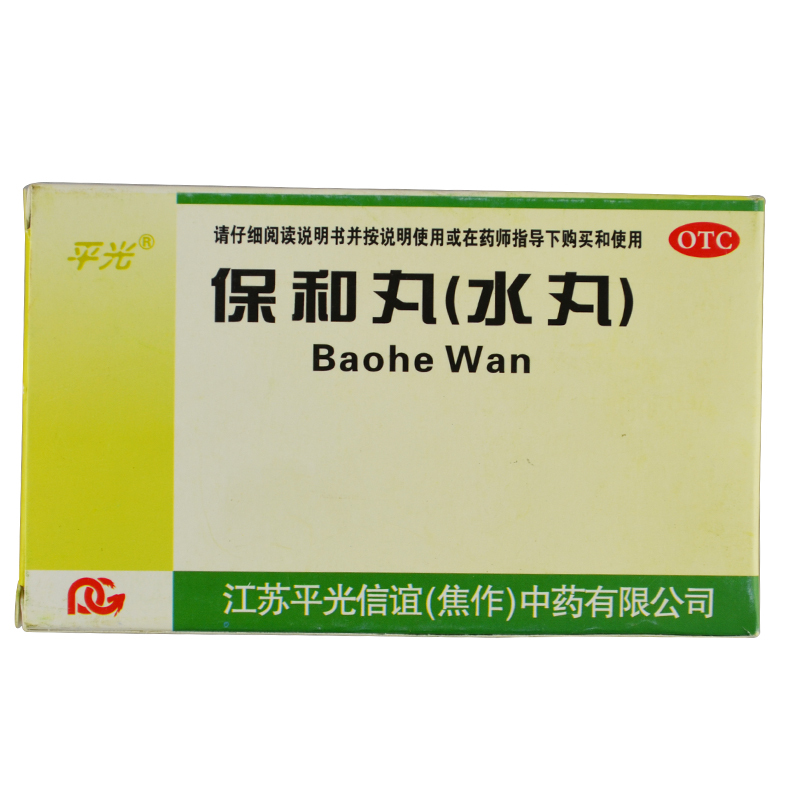 平光®
请仔细阅读说明书并按说明使用或在药师指导下购买和使用
OTC
保和丸(水丸)
Baohe Wan
PG
江苏平光信谊(焦作)中药有限公司